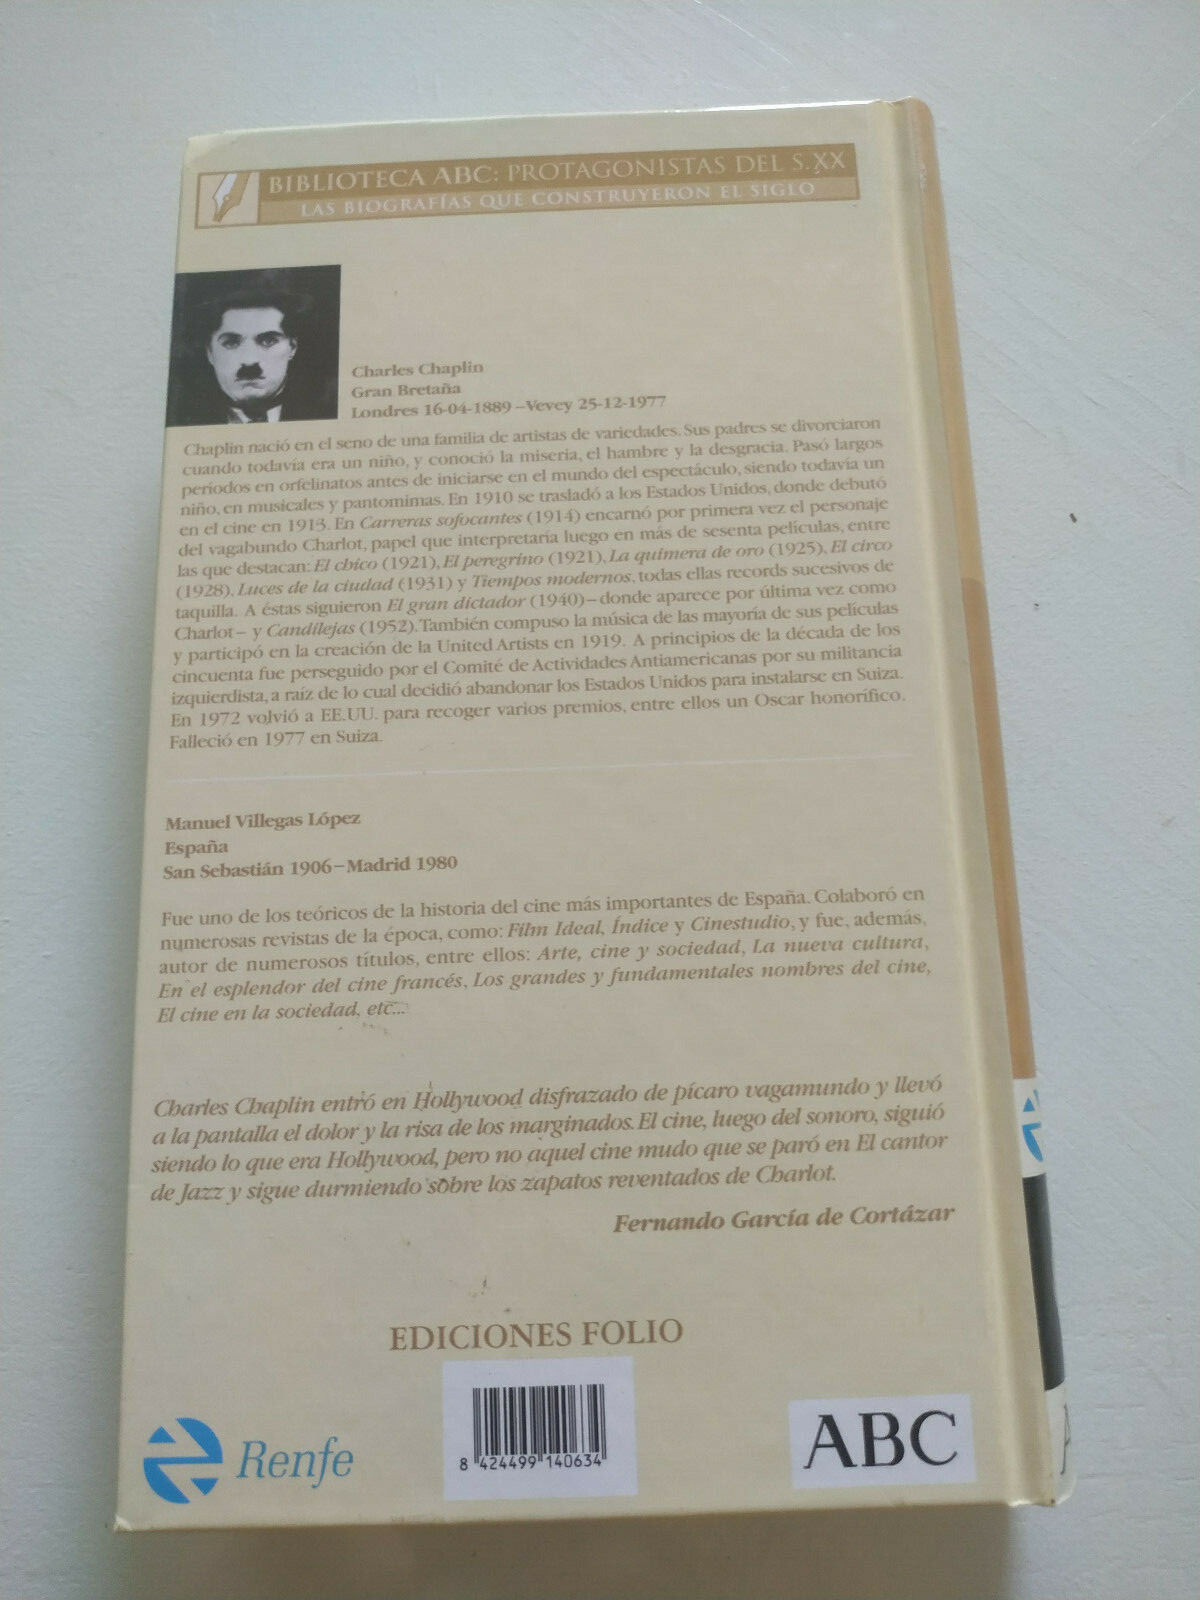 BIBLIOTECA ABC: PROTAGONISTAS DEL S.XX
LAS BIOGRAFÍAS QUE CONSTRUYERON EL SIGLO
Charles Chaplin
Gran Bretaña
Londres 16-04-1889 – Vevey 25-12-1977
Chaplin nació en el seno de una familia de artistas de variedades. Sus padres se divorciaron
cuando todavía era un niño, y conoció la miseria, el hambre y la desgracia. Pasó largos
períodos en orfelinatos antes de iniciarse en el mundo del espectáculo, siendo todavía un
niño, en musicales y pantomimas. En 1910 se trasladó a los Estados Unidos, donde debutó
en el cine en 1913. En Carreras sofocantes (1914) encarnó por primera vez el personaje
del vagabundo Charlot, papel que interpretaría luego en más de sesenta películas, entre
las que destacan: El chico (1921), El peregrino (1921), La quimera de oro (1925), El circo
(1928), Luces de la ciudad (1931) y Tiempos modernos, todas ellas records sucesivos de
taquilla. A éstas siguieron El gran dictador (1940) – donde aparece por última vez como
Charlot – y Candilejas (1952). También compuso la música de las mayoría de sus películas
y participó en la creación de la United Artists en 1919. A principios de la década de los
cincuenta fue perseguido por el Comité de Actividades Antiamericanas por su militancia
izquierdista, a raíz de lo cual decidió abandonar los Estados Unidos para instalarse en Suiza.
En 1972 volvió a EE.UU. para recoger varios premios, entre ellos un Oscar honorífico.
Falleció en 1977 en Suiza.
Manuel Villegas López
España
San Sebastián 1906 – Madrid 1980
Fue uno de los teóricos de la historia del cine más importantes de España. Colaboró en
numerosas revistas de la época, como: Film Ideal, Índice y Cinestudio, y fue, además,
autor de numerosos títulos, entre ellos: Arte, cine y sociedad, La nueva cultura,
En el esplendor del cine francés, Los grandes y fundamentales nombres del cine,
El cine en la sociedad, etc...
Charles Chaplin entró en Hollywood disfrazado de pícaro vagamundo y llevó
a la pantalla el dolor y la risa de los marginados. El cine, luego del sonoro, siguió
siendo lo que era Hollywood, pero no aquel cine mudo que se paró en El cantor
de Jazz y sigue durmiendo sobre los zapatos reventados de Charlot.
Fernando García de Cortázar
EDICIONES FOLIO
8 424499 140634
Renfe
ABC